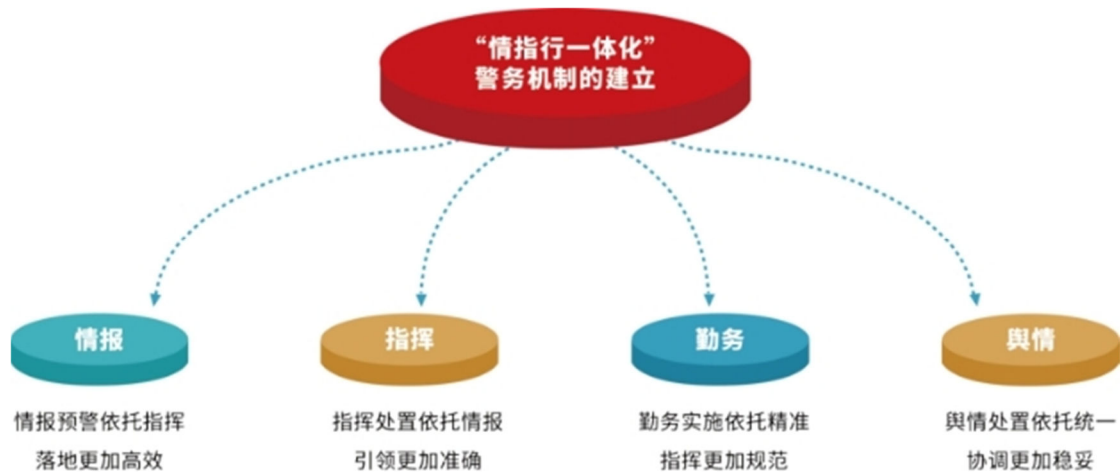 “情指行一体化”
警务机制的建立
情报
指挥
勤务
舆情
情报预警依托指挥
落地更加高效
指挥处置依托情报
引领更加准确
勤务实施依托精准
指挥更加规范
舆情处置依托统一
协调更加稳妥